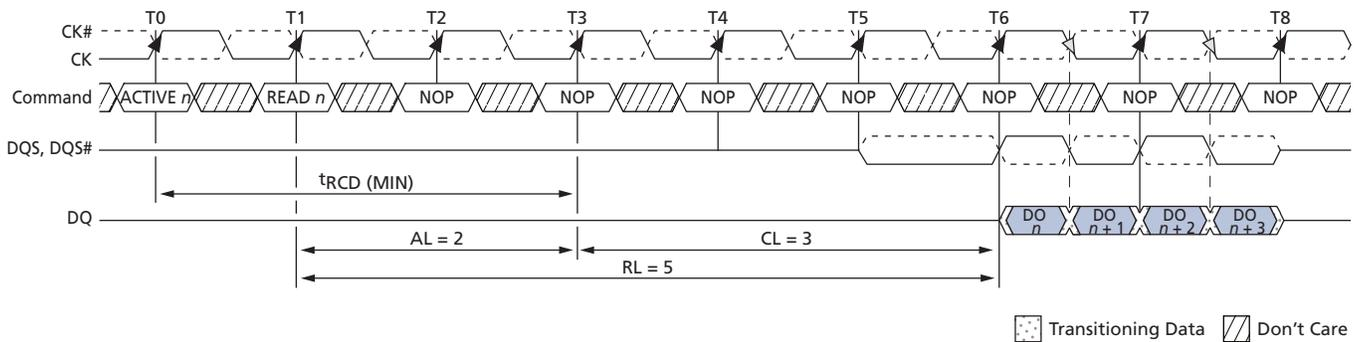 T0 T1 T2 T3 T4 T5 T6 T7 T8
CK#
CK
Command ACTIVE n READ n NOP NOP NOP NOP NOP NOP NOP
DQS, DQS#
tRCD (MIN)
DQ DO n DO n + 1 DO n + 2 DO n + 3
AL = 2 CL = 3
RL = 5
Transitioning Data Don't Care